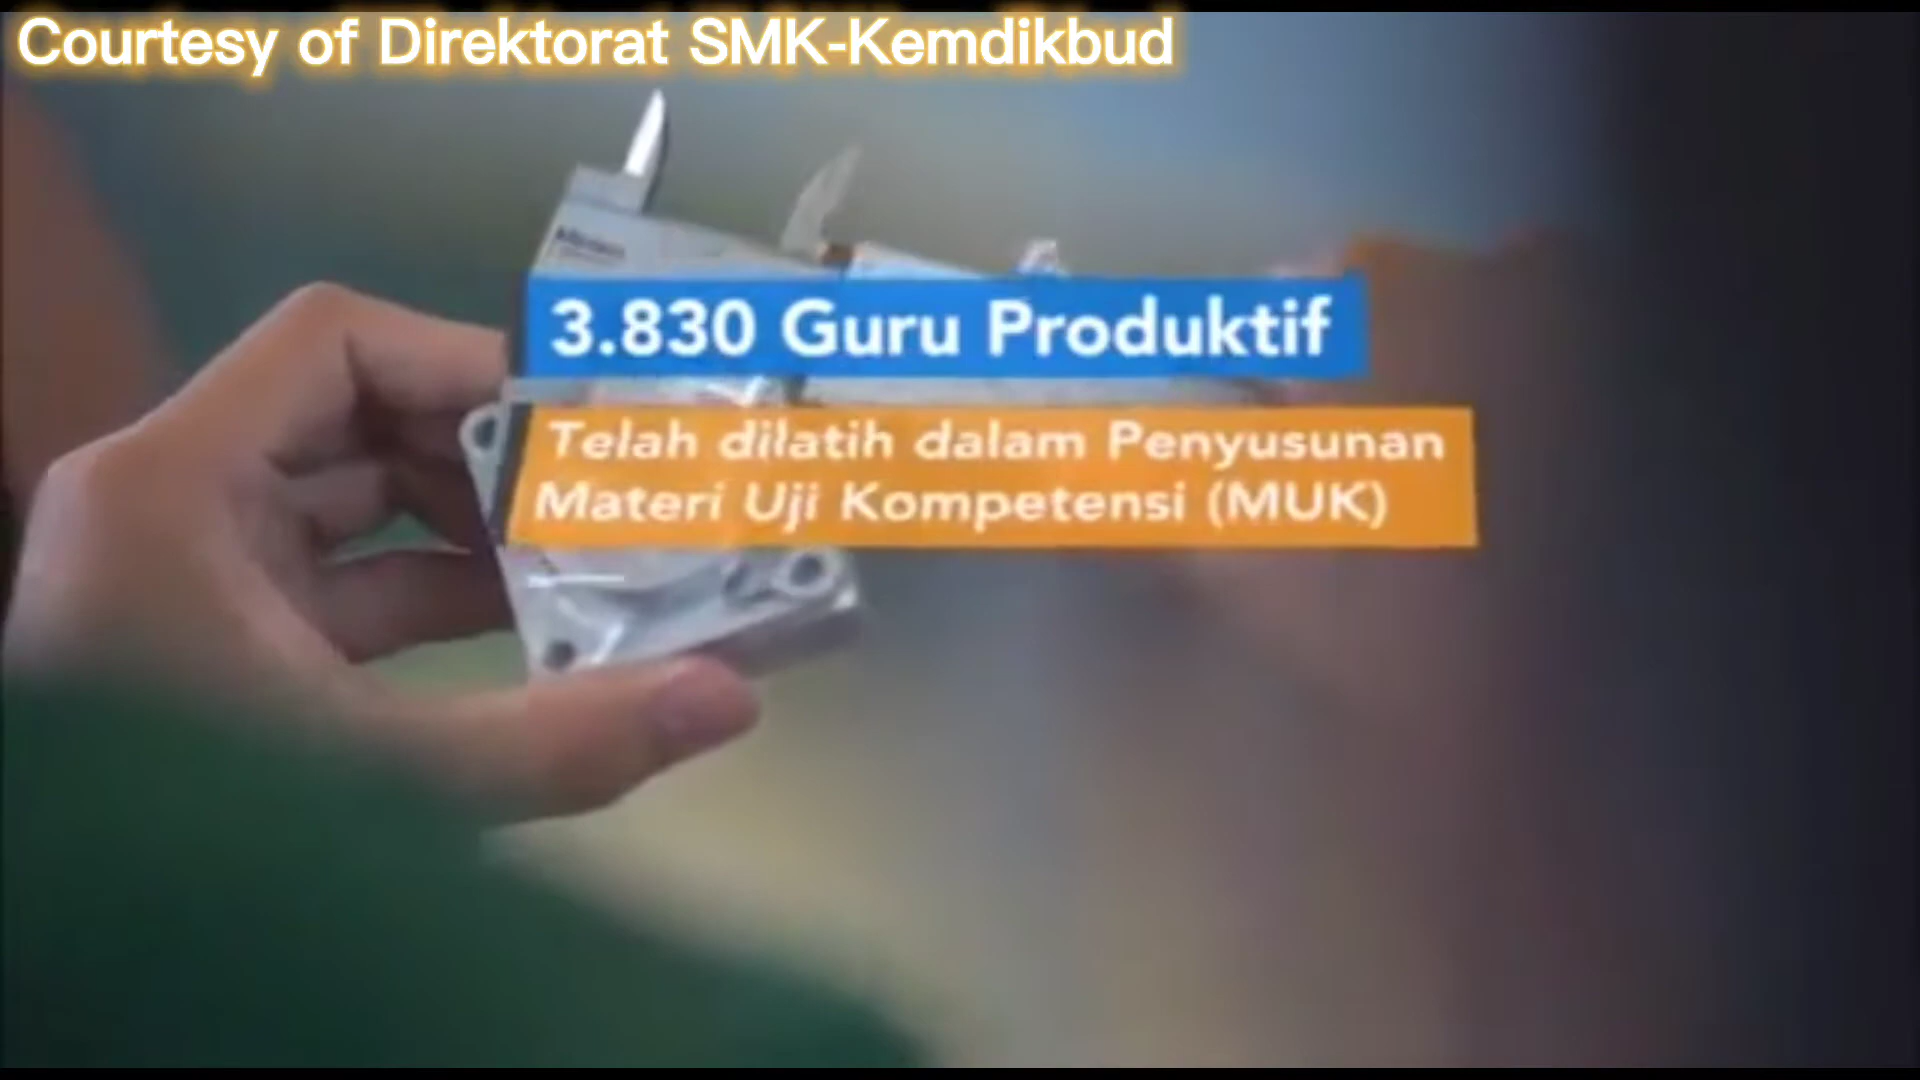 Courtesy of Direktorat SMK-Kemdikbud
3.830 Guru Produktif
Telah dilatih dalam Penyusunan
Materi Uji Kompetensi (MUK)